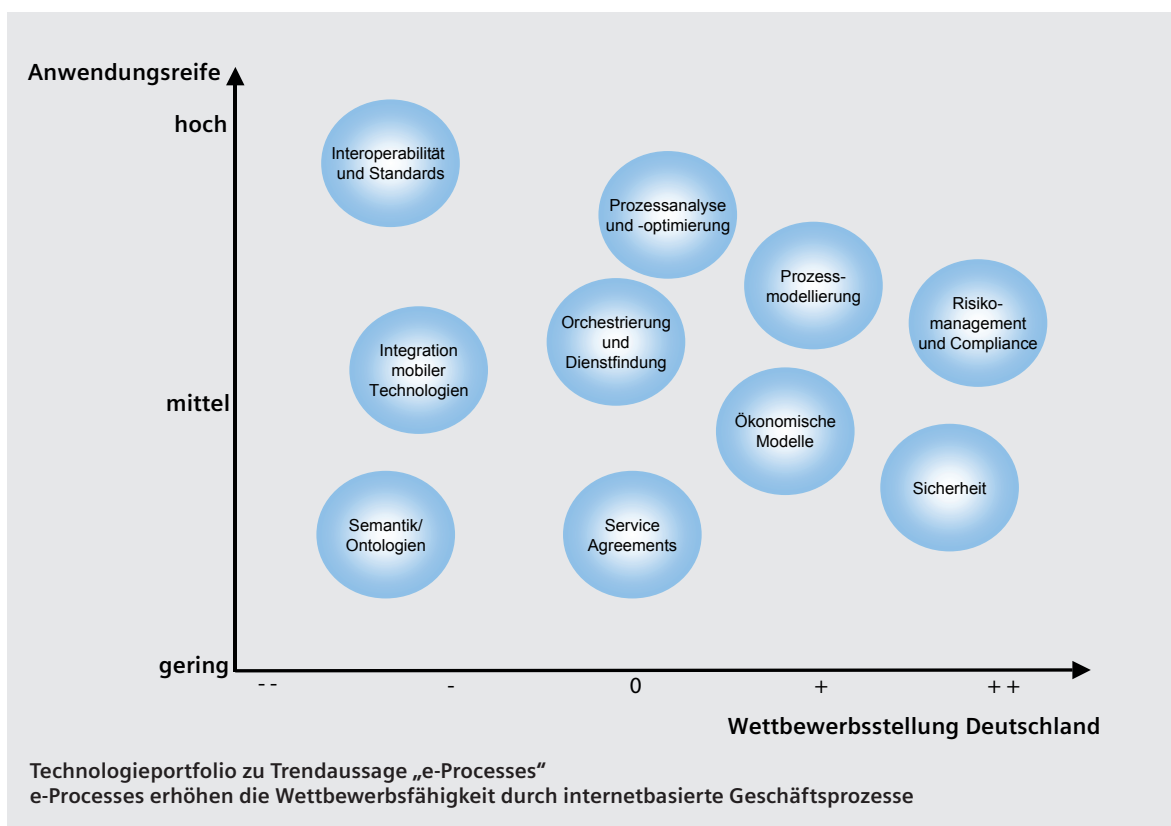 Anwendungsreife
hoch
Interoperabilität
und Standards
Prozessanalyse
und -optimierung
Prozess-
modellierung
Risiko-
management
und Compliance
Orchestrierung
und
Dienstfindung
Integration
mobiler
Technologien
mittel
Ökonomische
Modelle
Sicherheit
Semantik/
Ontologien
Service
Agreements
gering
- -
-
0
+
+ +
Wettbewerbsstellung Deutschland
Technologieportfolio zu Trendaussage „e-Processes“
e-Processes erhöhen die Wettbewerbsfähigkeit durch internetbasierte Geschäftsprozesse